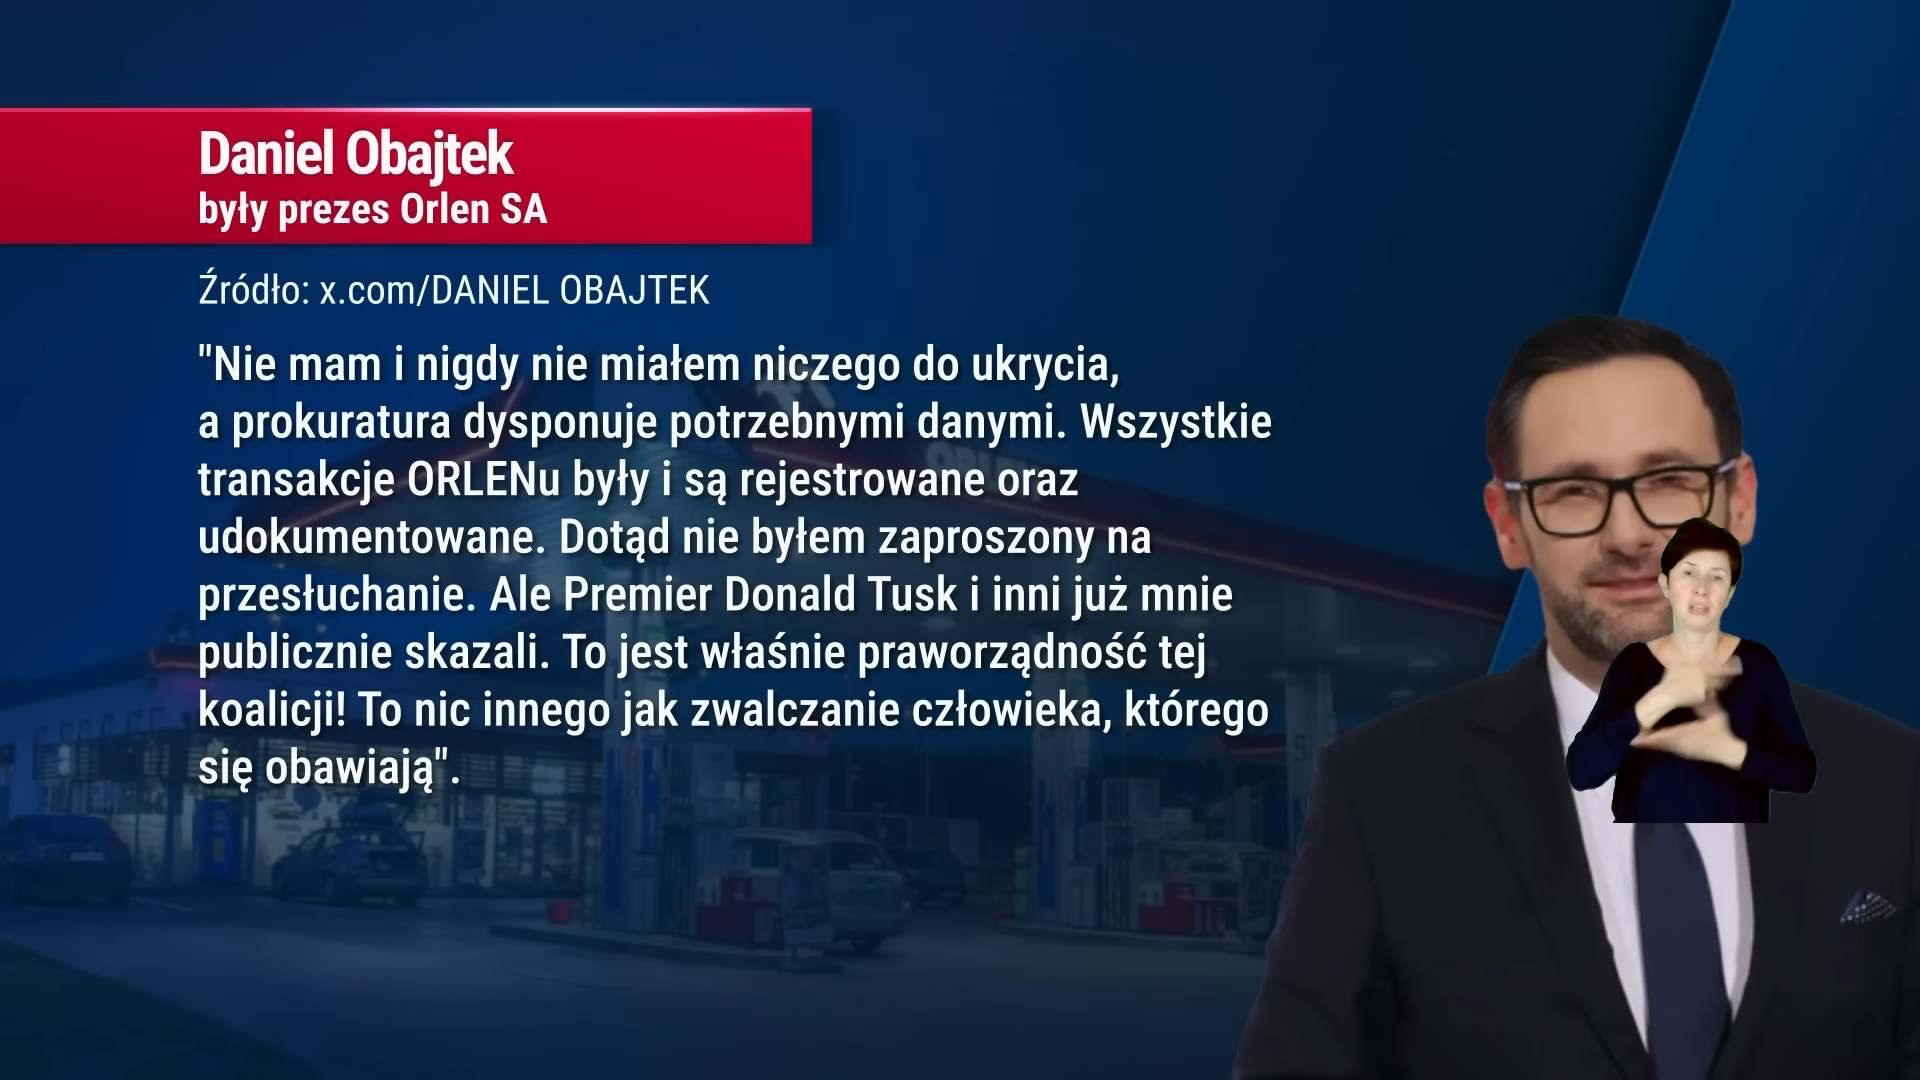 Daniel Obajtek
były prezes Orlen SA
Źródło: x.com/DANIEL OBAJTEK
"Nie mam i nigdy nie miałem niczego do ukrycia,
a prokuratura dysponuje potrzebnymi danymi. Wszystkie
transakcje ORLENu były i są rejestrowane oraz
udokumentowane. Dotąd nie byłem zaproszony na
przesłuchanie. Ale Premier Donald Tusk i inni już mnie
publicznie skazali. To jest właśnie praworządność tej
koalicji! To nic innego jak zwalczanie człowieka, którego
się obawiają".